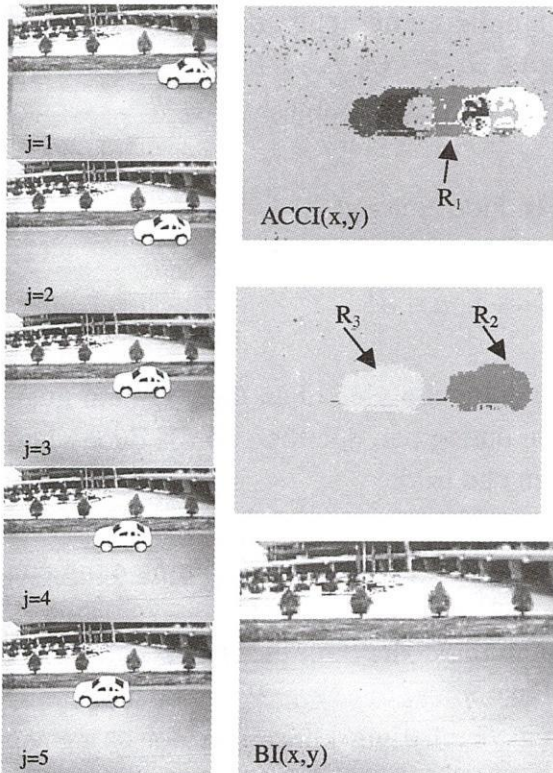 j=1
j=2
j=3
j=4
j=5
ACCI(x,y)
R₁
R₃
R₂
BI(x,y)